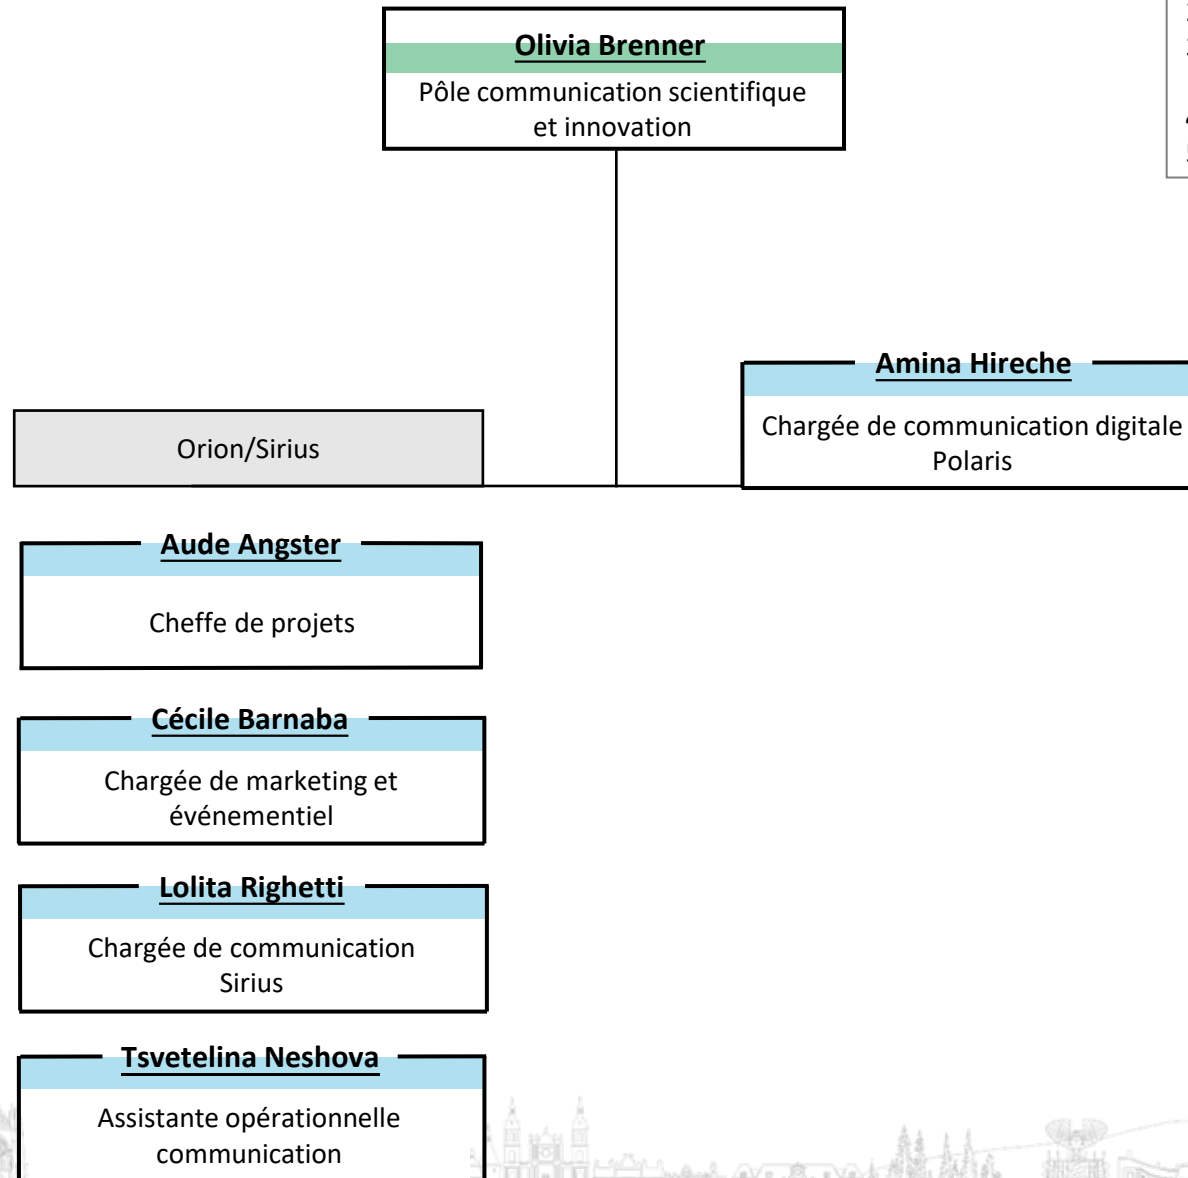 Olivia Brenner
Pôle communication scientifique
et innovation
Amina Hireche
Chargée de communication digitale
Polaris
Orion/Sirius
Aude Angster
Cheffe de projets
Cécile Barnaba
Chargée de marketing et
événementiel
Lolita Righetti
Chargée de communication
Sirius
Tsvetelina Neshova
Assistante opérationnelle
communication